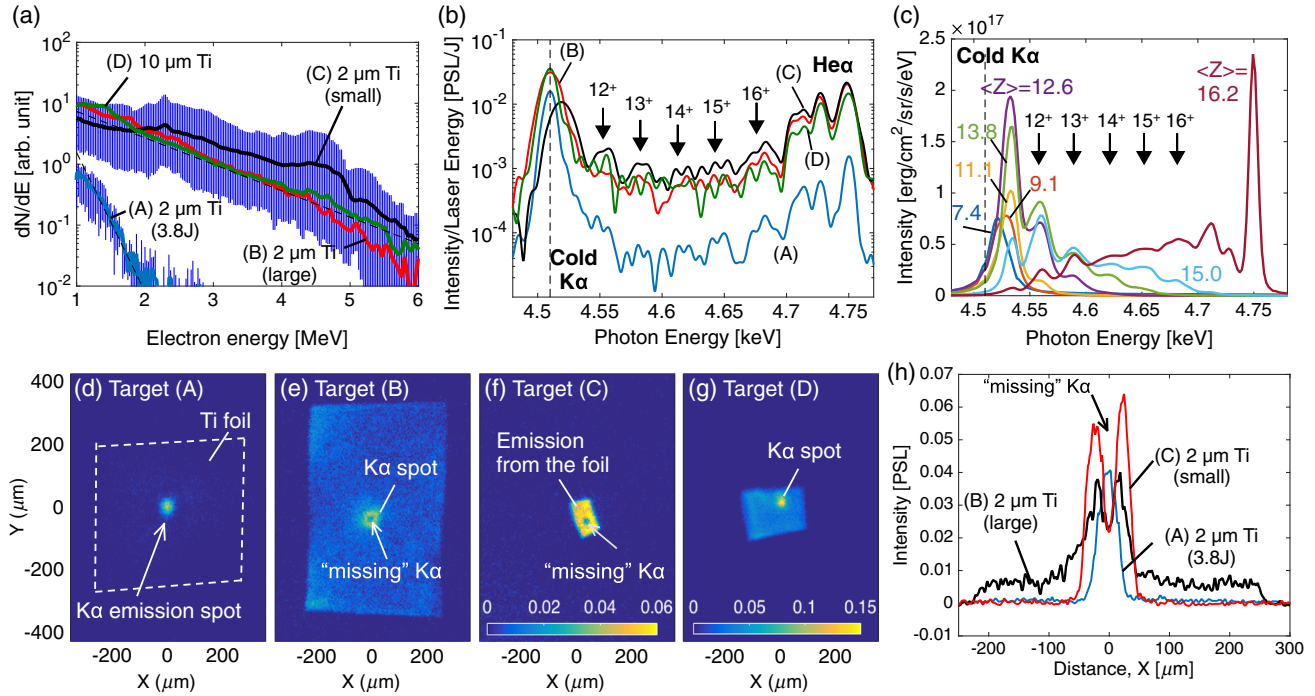 (a)
10²
10¹
10⁰
10⁻¹
10⁻²
dN/dE [arb. unit]
(D) 10 μm Ti
(C) 2 μm Ti
(small)
(A) 2 μm Ti
(3.8J)
(B) 2 μm Ti
(large)
1 2 3 4 5 6
Electron energy [MeV]
(b)
10⁻¹
10⁻²
10⁻³
10⁻⁴
Intensity/Laser Energy [PSL/J]
(B)
12⁺
13⁺
14⁺
15⁺
16⁺
(C)
Heα
(D)
(A)
Cold
Kα
4.5 4.55 4.6 4.65 4.7 4.75
Photon Energy [keV]
(c)
× 10¹⁷
2.5
2
1.5
1
0.5
0
Intensity [erg/cm²/sr/s/eV]
Cold Kα
<Z>=12.6
<Z>=
16.2
12⁺ 13⁺ 14⁺ 15⁺ 16⁺
13.8
11.1
9.1
7.4
15.0
4.5 4.54 4.58 4.62 4.66 4.7 4.74 4.78
Photon Energy [keV]
400
200
0
-200
-400
Y (μm)
(d) Target (A)
Ti foil
Kα emission spot
-200 0 200
X (μm)
(e) Target (B)
Kα spot
“missing” Kα
-200 0 200
X (μm)
(f) Target (C)
Emission
from the foil
“missing” Kα
0 0.02 0.04 0.06
-200 0 200
X (μm)
(g) Target (D)
Kα spot
0 0.05 0.1 0.15
-200 0 200
X (μm)
(h)
0.07
0.06
0.05
0.04
0.03
0.02
0.01
0
-0.01
Intensity [PSL]
“missing” Kα
(C) 2 μm Ti
(small)
(B) 2 μm Ti
(large)
(A) 2 μm Ti
(3.8J)
-200 -100 0 100 200 300
Distance, X [μm]